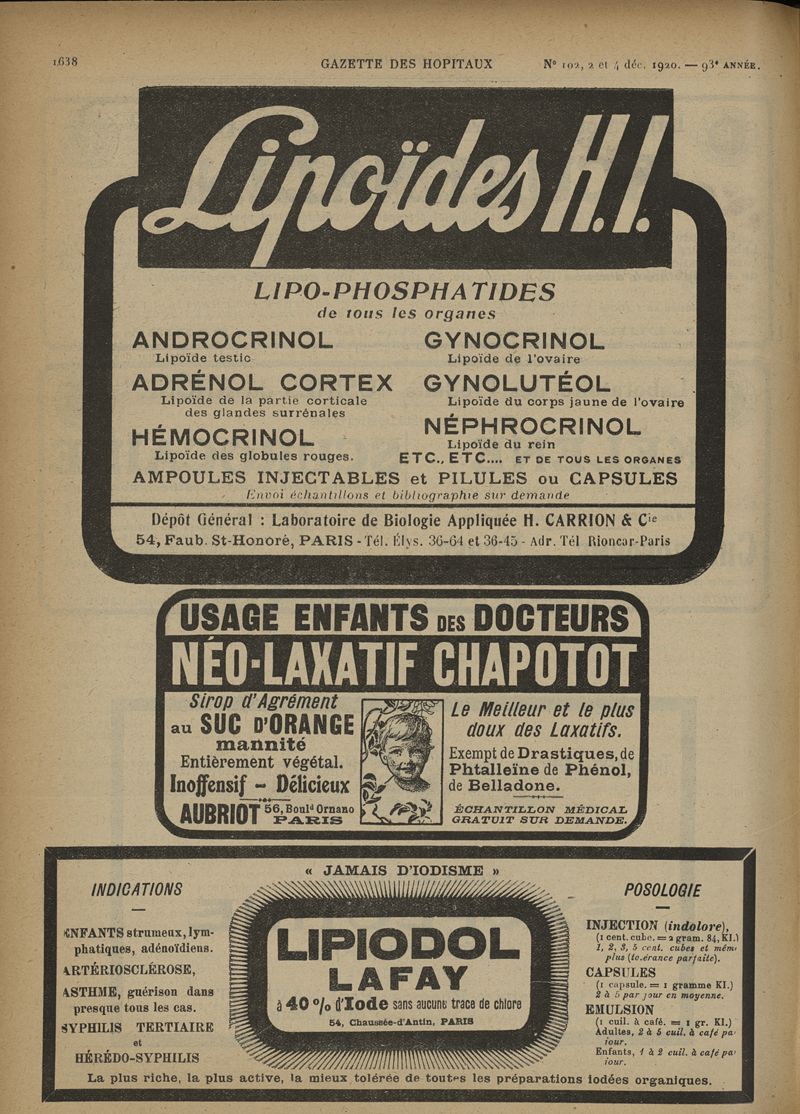 1638 GAZETTE DES HOPITAUX N° 102, 2 et 4 déc. 1920. — 93e ANNÉE.
Lipoïdes H.I.
LIPO-PHOSPHATIDES
de tous les organes
ANDROCRINOL
Lipoïde testic
ADRÉNOL CORTEX
Lipoïde de la partie corticale
des glandes surrénales
HÉMOCRINOL
Lipoïde des globules rouges.
GYNOCRINOL
Lipoïde de l'ovaire
GYNOLUTÉOL
Lipoïde du corps jaune de l'ovaire
NÉPHROCRINOL
Lipoïde du rein
ETC., ETC.... ET DE TOUS LES ORGANES
AMPOULES INJECTABLES et PILULES ou CAPSULES
Envoi échantillons et bibliographie sur demande
Dépôt Général : Laboratoire de Biologie Appliquée H. CARRION & Cie
54, Faub. St-Honoré, PARIS - Tél. Élys. 36-64 et 36-45 - Adr. Tél Rioncar-Paris
USAGE ENFANTS DES DOCTEURS
NÉO-LAXATIF CHAPOTOT
Sirop d'Agrément
au SUC D'ORANGE
mannité
Entièrement végétal.
Inoffensif - Délicieux
AUBRIOT 56, Bould Ornano
PARIS
Le Meilleur et le plus
doux des Laxatifs.
Exempt de Drastiques, de
Phtalleïne de Phénol,
de Belladone.
ÉCHANTILLON MÉDICAL
GRATUIT SUR DEMANDE.
« JAMAIS D'IODISME »
INDICATIONS
ENFANTS strumeux, lym-
phatiques, adénoïdiens.
ARTÉRIOSCLÉROSE,
ASTHME, guérison dans
presque tous les cas.
SYPHILIS TERTIAIRE
et
HÉRÉDO-SYPHILIS
LIPIODOL
LAFAY
à 40 % d'Iode sans aucune trace de chlore
54, Chaussée-d'Antin, PARIS
POSOLOGIE
INJECTION (indolore),
(1 cent. cube. = 2 gram. 84, KI.)
1, 2, 3, 5 cent. cubes et même
plus (tolérance parfaite).
CAPSULES
(1 capsule. = 1 gramme KI.)
2 à 5 par jour en moyenne.
EMULSION
(1 cuil. à café. = 1 gr. KI.)
Adultes, 2 à 5 cuil. à café pa
jour.
Enfants, 1 à 2 cuil. à café pa
jour.
La plus riche, la plus active, la mieux tolérée de toutes les préparations iodées organiques.